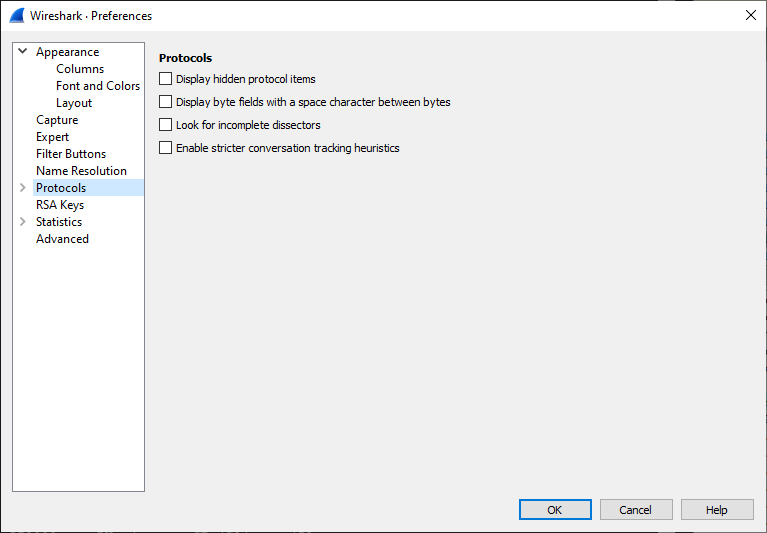 Wireshark · Preferences
Appearance
Columns
Font and Colors
Layout
Capture
Expert
Filter Buttons
Name Resolution
Protocols
RSA Keys
Statistics
Advanced
Protocols
Display hidden protocol items
Display byte fields with a space character between bytes
Look for incomplete dissectors
Enable stricter conversation tracking heuristics
OK
Cancel
Help